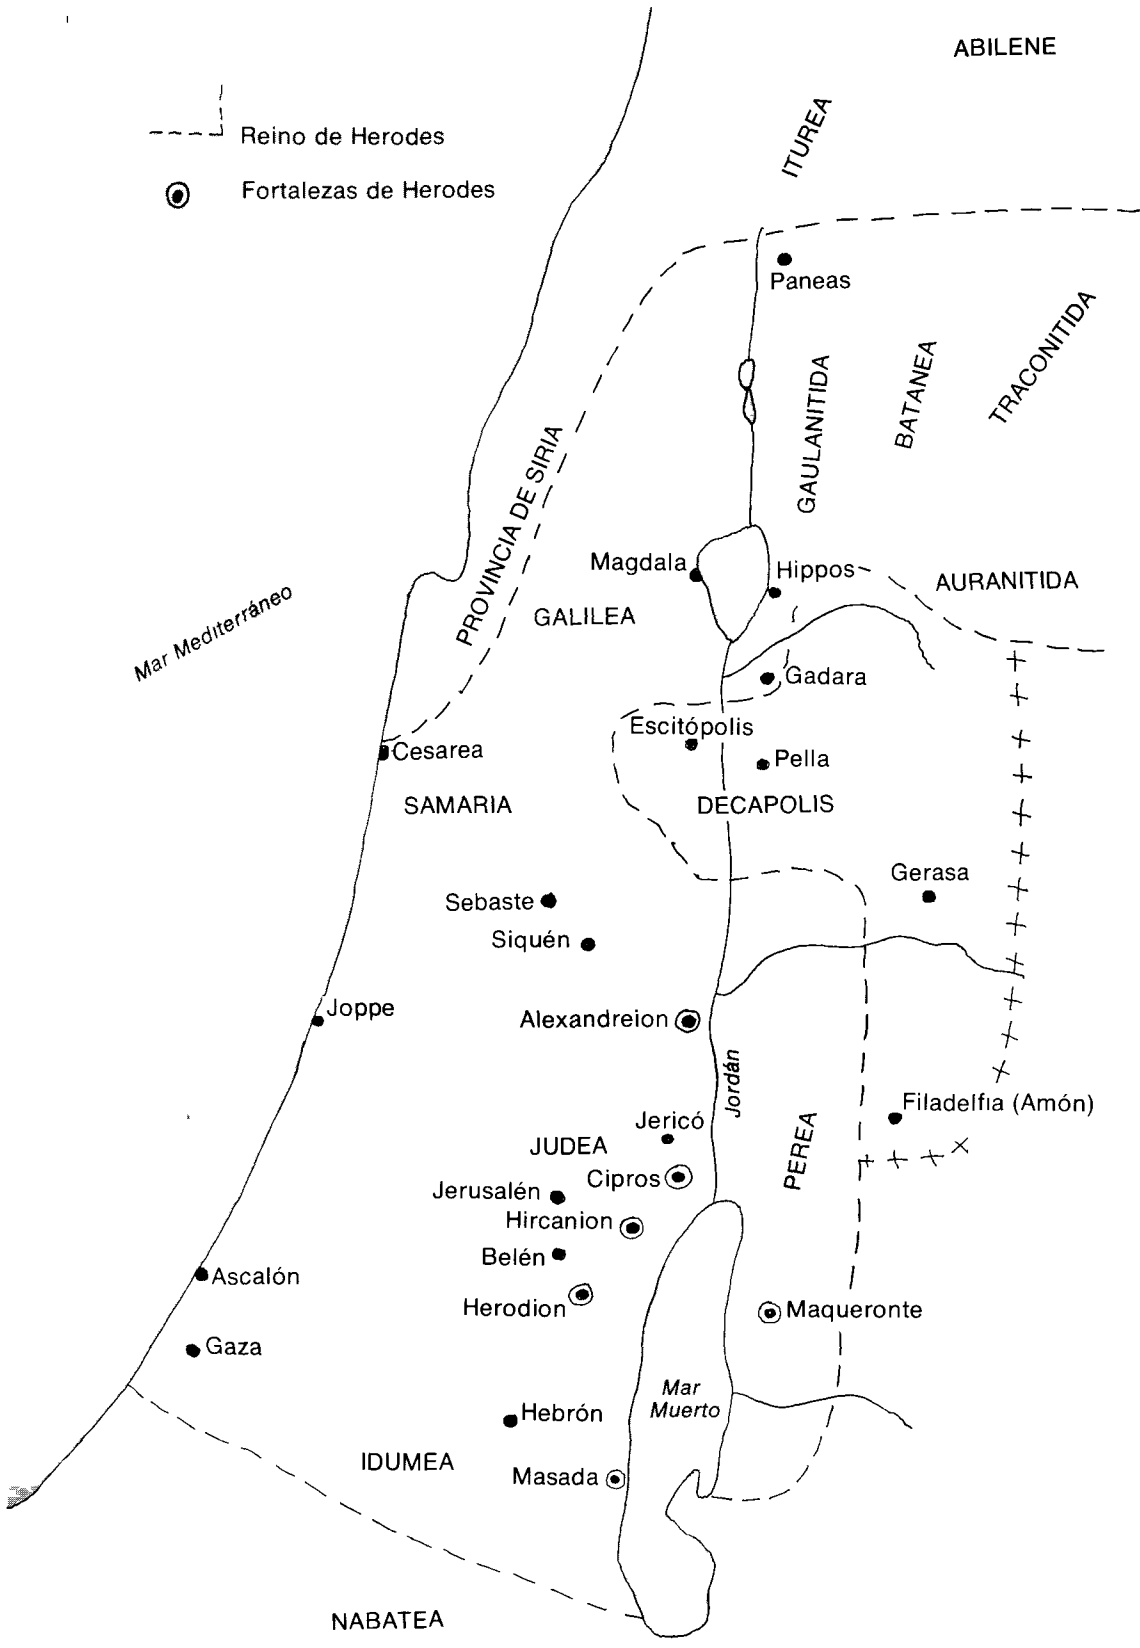 ABILENE
ITUREA
Reino de Herodes
Fortalezas de Herodes
Paneas
TRACONITIDA
BATANEA
GAULANITIDA
PROVINCIA DE SIRIA
Magdala
Hippos
AURANITIDA
Mar Mediterráneo
GALILEA
Gadara
Escitópolis
Cesarea
Pella
SAMARIA
DECAPOLIS
Gerasa
Sebaste
Siquén
Joppe
Alexandreion
Jordán
Filadelfia (Amón)
Jericó
JUDEA
PEREA
Cipros
Jerusalén
Hircanion
Belén
Ascalón
Herodion
Maqueronte
Gaza
Mar
Muerto
Hebrón
IDUMEA
Masada
NABATEA